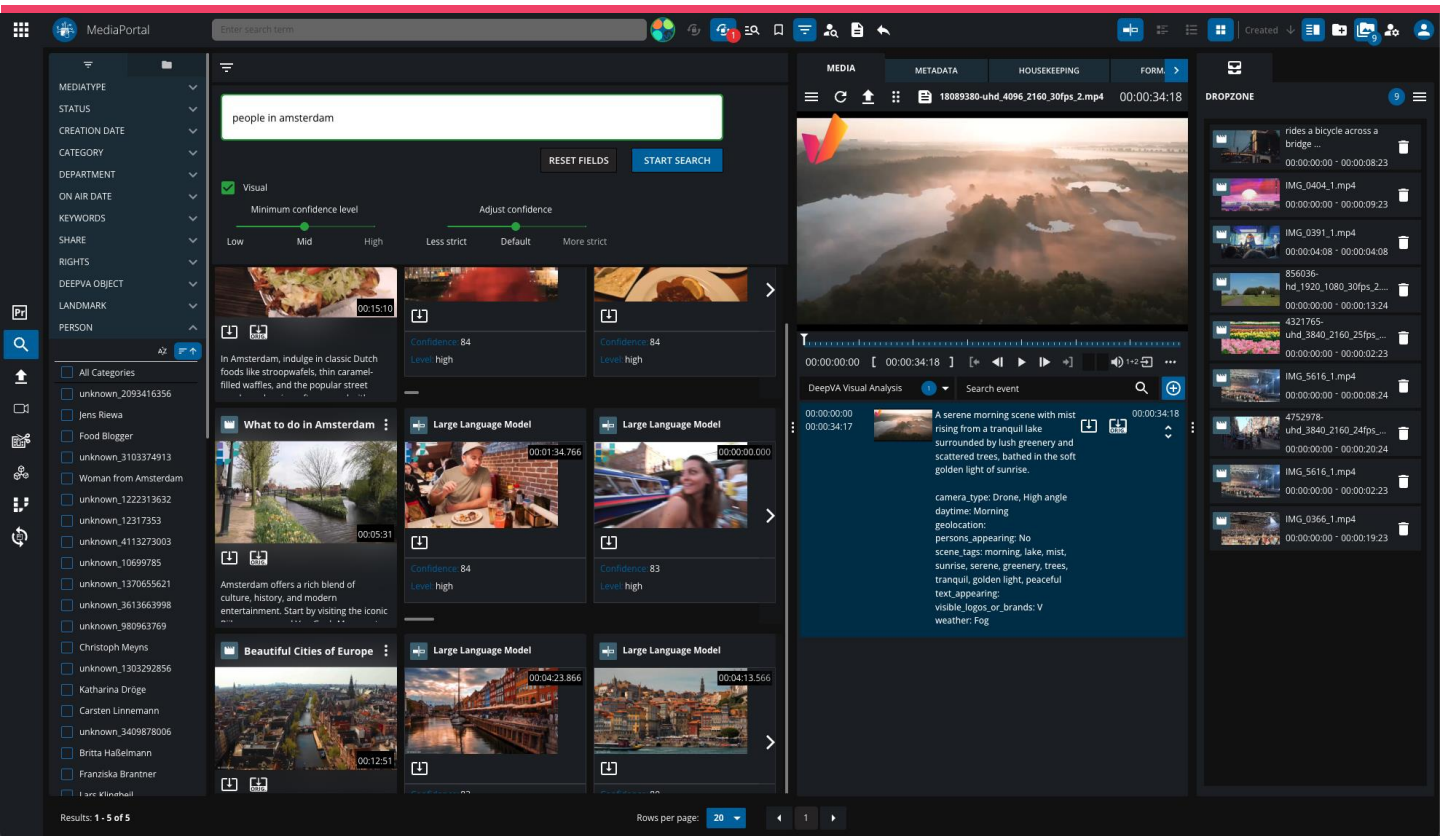 MediaPortal
Enter search term
1
Created
9
MEDIATYPE
STATUS
CREATION DATE
CATEGORY
DEPARTMENT
ON AIR DATE
KEYWORDS
SHARE
RIGHTS
DEEPVA OBJECT
LANDMARK
PERSON
Pr
AZ
All Categories
unknown_2093416356
Jens Riewa
Food Blogger
unknown_3103374913
Woman from Amsterdam
unknown_1222313632
unknown_12317353
unknown_4113273003
unknown_10699785
unknown_1370655621
unknown_3613663998
unknown_980963769
Christoph Meyns
unknown_1303292856
Katharina Dröge
Carsten Linnemann
unknown_3409878006
Britta Haßelmann
Franziska Brantner
Lars Klingbeil
people in amsterdam
RESET FIELDS
START SEARCH
Visual
Minimum confidence level
Adjust confidence
Low Mid High
Less strict Default More strict
00:15:10
ORIG.
In Amsterdam, indulge in classic Dutch
foods like stroopwafels, thin caramel-
filled waffles, and the popular street
Confidence: 84
Level: high
Confidence: 84
Level: high
What to do in Amsterdam
00:05:31
ORIG.
Amsterdam offers a rich blend of
culture, history, and modern
entertainment. Start by visiting the iconic
Large Language Model
00:01:34.766
Confidence: 84
Level: high
Large Language Model
00:00:00.000
Confidence: 83
Level: high
Beautiful Cities of Europe
00:12:51
ORIG.
Large Language Model
00:04:23.866
Large Language Model
00:04:13.566
MEDIA
METADATA
HOUSEKEEPING
FORM.
18089380-uhd_4096_2160_30fps_2.mp4
00:00:34:18
00:00:00:00 [ 00:00:34:18 ]
1+2
DeepVA Visual Analysis
1
Search event
00:00:00:00
00:00:34:17
A serene morning scene with mist
rising from a tranquil lake
surrounded by lush greenery and
scattered trees, bathed in the soft
golden light of sunrise.
camera_type: Drone, High angle
daytime: Morning
geolocation:
persons_appearing: No
scene_tags: morning, lake, mist,
sunrise, serene, greenery, trees,
tranquil, golden light, peaceful
text_appearing:
visible_logos_or_brands: V
weather: Fog
ORIG.
00:00:34:18
DROPZONE
9
rides a bicycle across a
bridge ...
00:00:00:00 - 00:00:08:23
IMG_0404_1.mp4
00:00:00:00 - 00:00:09:23
IMG_0391_1.mp4
00:00:04:08 - 00:00:04:08
856036-
hd_1920_1080_30fps_2....
00:00:00:00 - 00:00:13:24
4321765-
uhd_3840_2160_25fps_...
00:00:00:00 - 00:00:02:23
IMG_5616_1.mp4
00:00:00:00 - 00:00:08:24
4752978-
uhd_3840_2160_24fps_...
00:00:00:00 - 00:00:20:24
IMG_5616_1.mp4
00:00:00:00 - 00:00:02:23
IMG_0366_1.mp4
00:00:00:00 - 00:00:19:23
Results: 1 - 5 of 5
Rows per page: 20
1